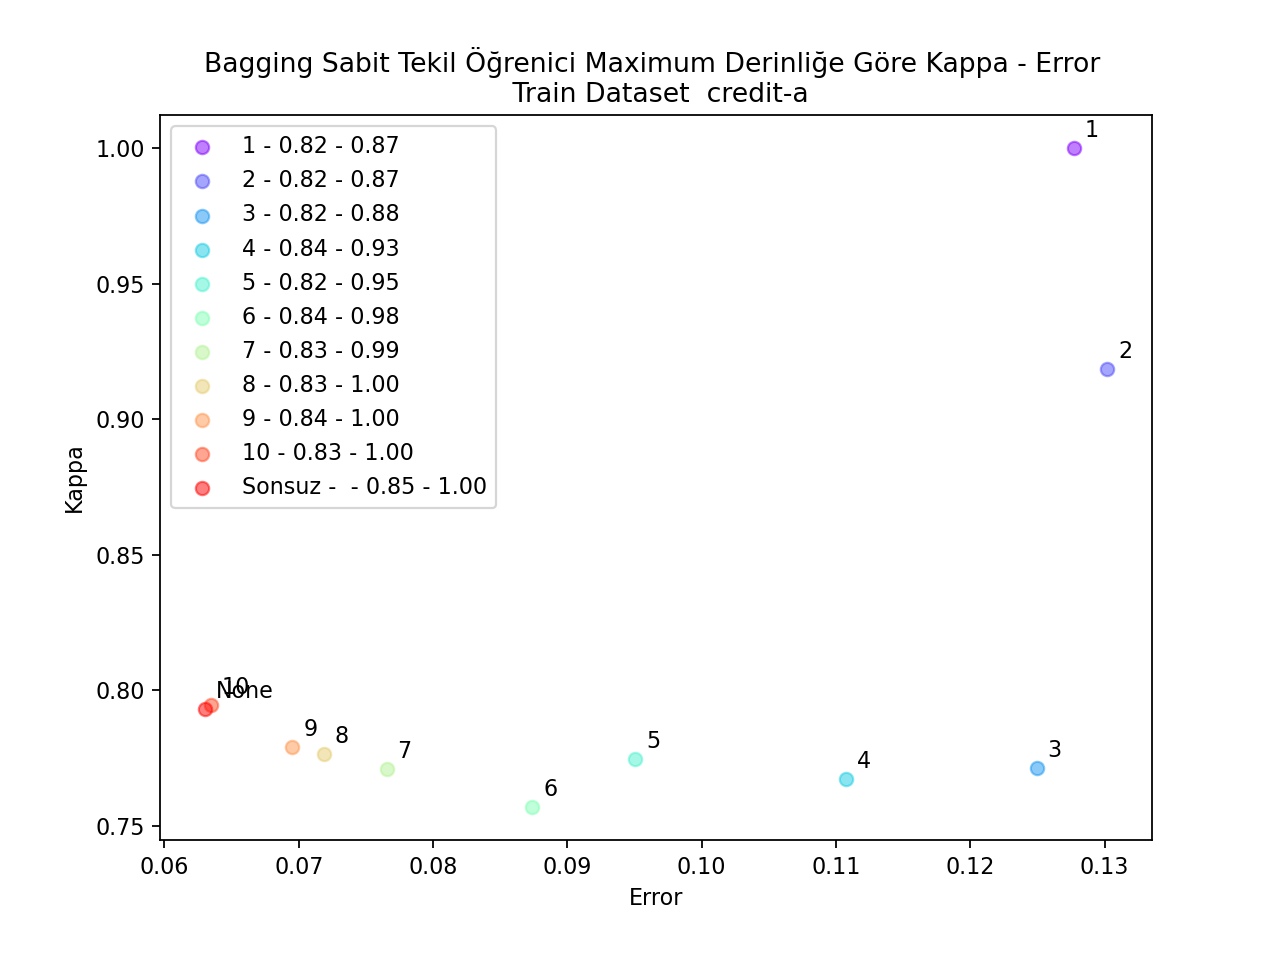 Bagging Sabit Tekil Öğrenici Maximum Derinliğe Göre Kappa - Error
Train Dataset  credit-a
1 - 0.82 - 0.87
2 - 0.82 - 0.87
3 - 0.82 - 0.88
4 - 0.84 - 0.93
5 - 0.82 - 0.95
6 - 0.84 - 0.98
7 - 0.83 - 0.99
8 - 0.83 - 1.00
9 - 0.84 - 1.00
10 - 0.83 - 1.00
Sonsuz -  - 0.85 - 1.00
1
2
3
4
5
6
7
8
9
10
None
1.00
0.95
0.90
0.85
0.80
0.75
Kappa
0.06 0.07 0.08 0.09 0.10 0.11 0.12 0.13
Error